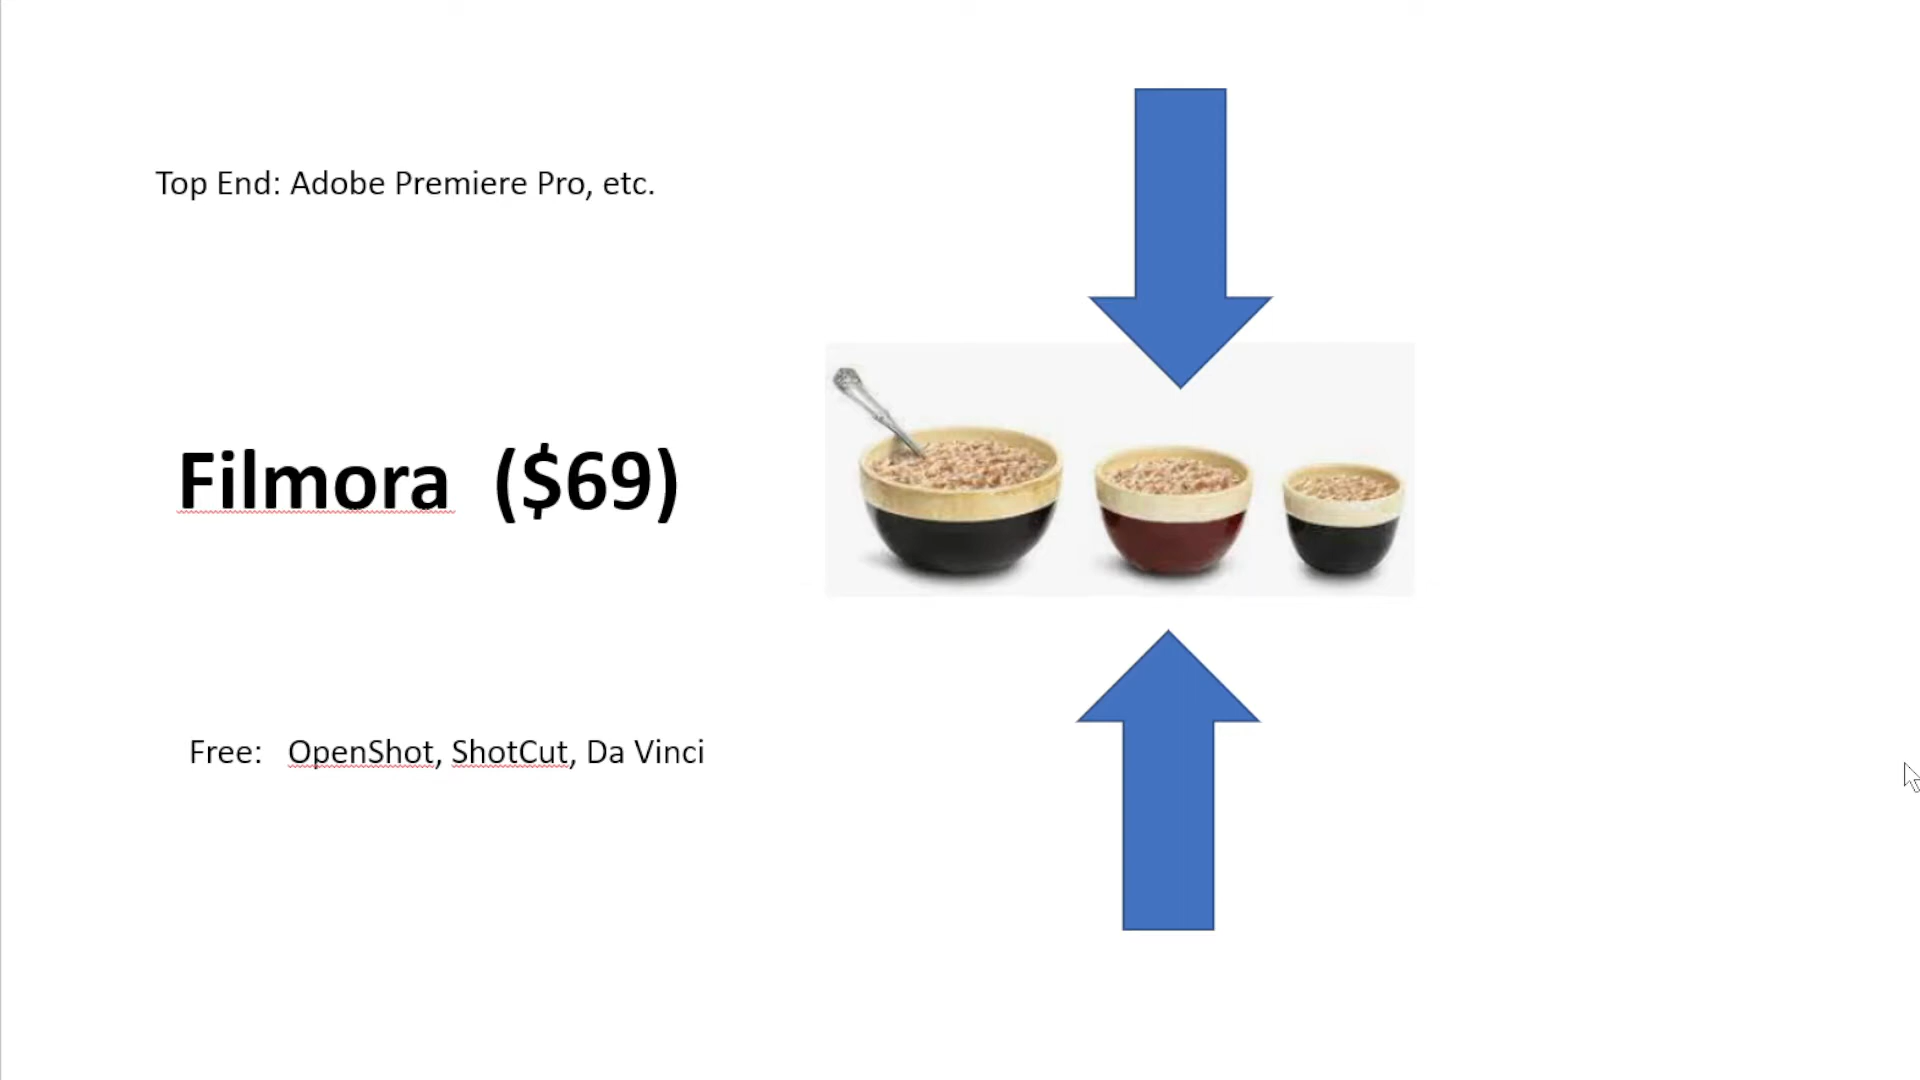 Top End: Adobe Premiere Pro, etc.
Filmora  ($69)
Free:   OpenShot, ShotCut, Da Vinci